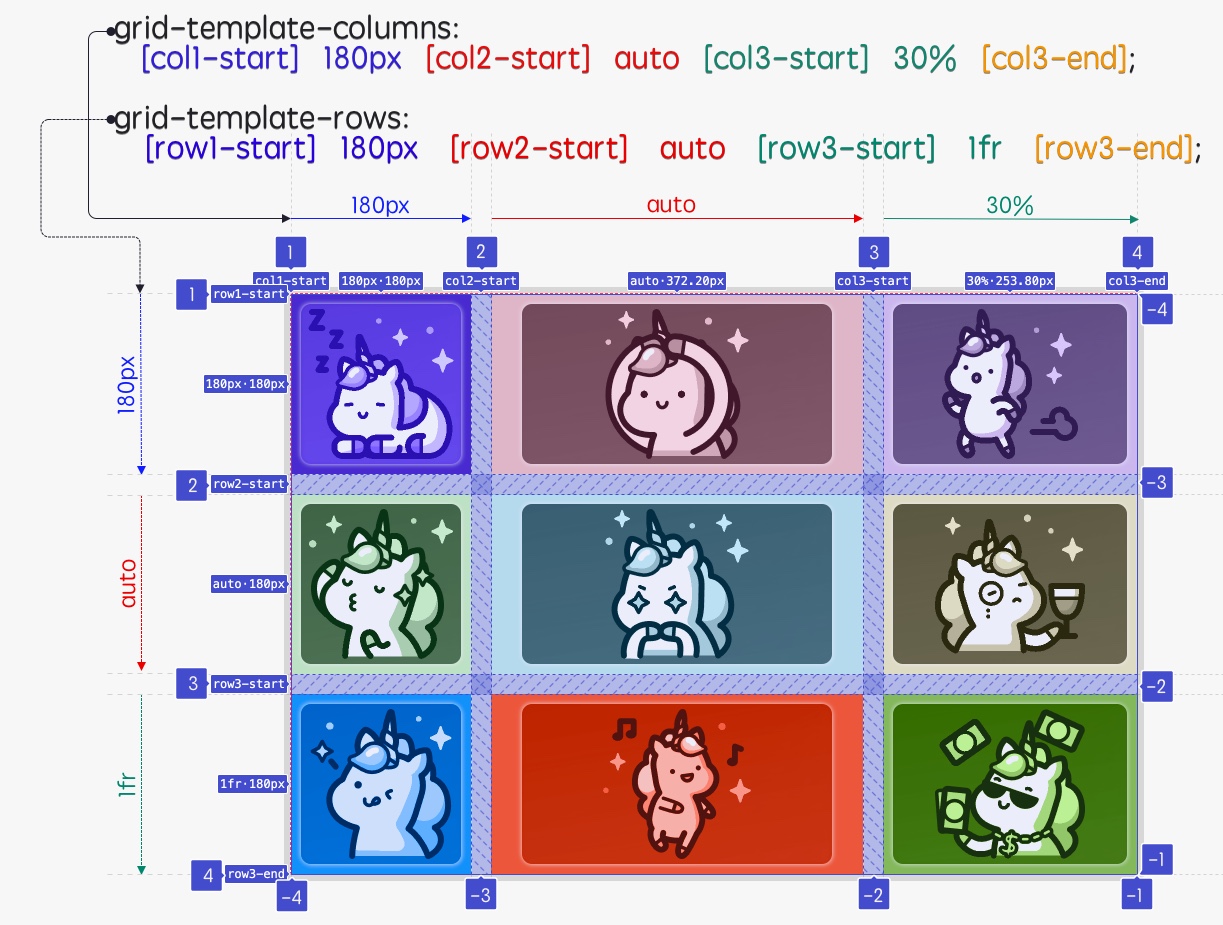 grid-template-columns:
[col1-start] 180px [col2-start] auto [col3-start] 30% [col3-end];
grid-template-rows:
[row1-start] 180px [row2-start] auto [row3-start] 1fr [row3-end];
180px auto 30%
1 2 3 4
col1-start 180px·180px col2-start auto·372.20px col3-start 30%·253.80px col3-end
1 row1-start
-4
z
z
z
180px
180px·180px
2 row2-start
-3
auto
auto·180px
3 row3-start
-2
1fr
1fr·180px
$
-1
4 row3-end
-4 -3 -2 -1